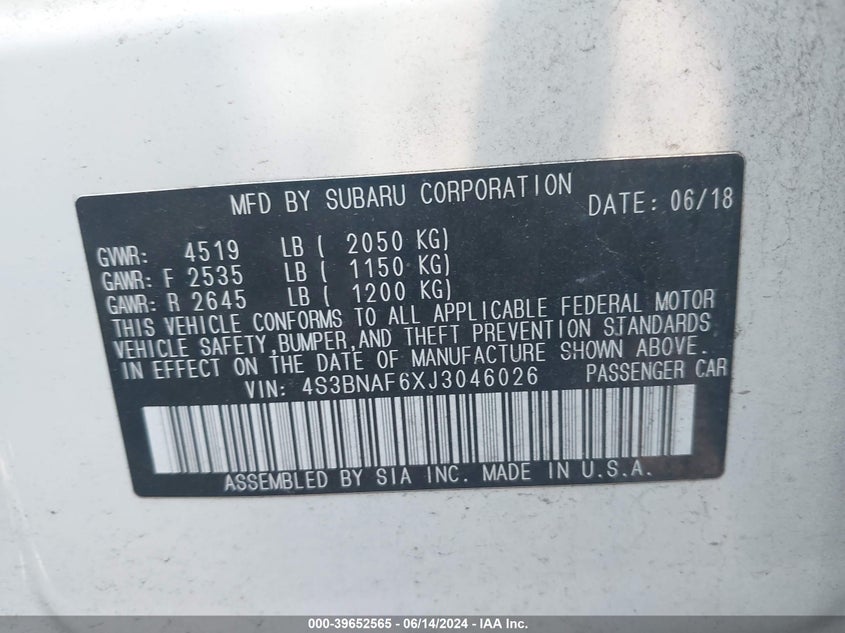 MFD BY SUBARU CORPORATION DATE: 06/18
GVWR: 4519 LB ( 2050 KG)
GAWR: F 2535 LB ( 1150 KG)
GAWR: R 2645 LB ( 1200 KG)
THIS VEHICLE CONFORMS TO ALL APPLICABLE FEDERAL MOTOR
VEHICLE SAFETY,BUMPER,AND THEFT PREVENTION STANDARDS
IN EFFECT ON THE DATE OF MANUFACTURE SHOWN ABOVE.
VIN: 4S3BNAF6XJ3046026 PASSENGER CAR
ASSEMBLED BY SIA INC. MADE IN U.S.A.
000-39652565 - 06/14/2024 - IAA Inc.